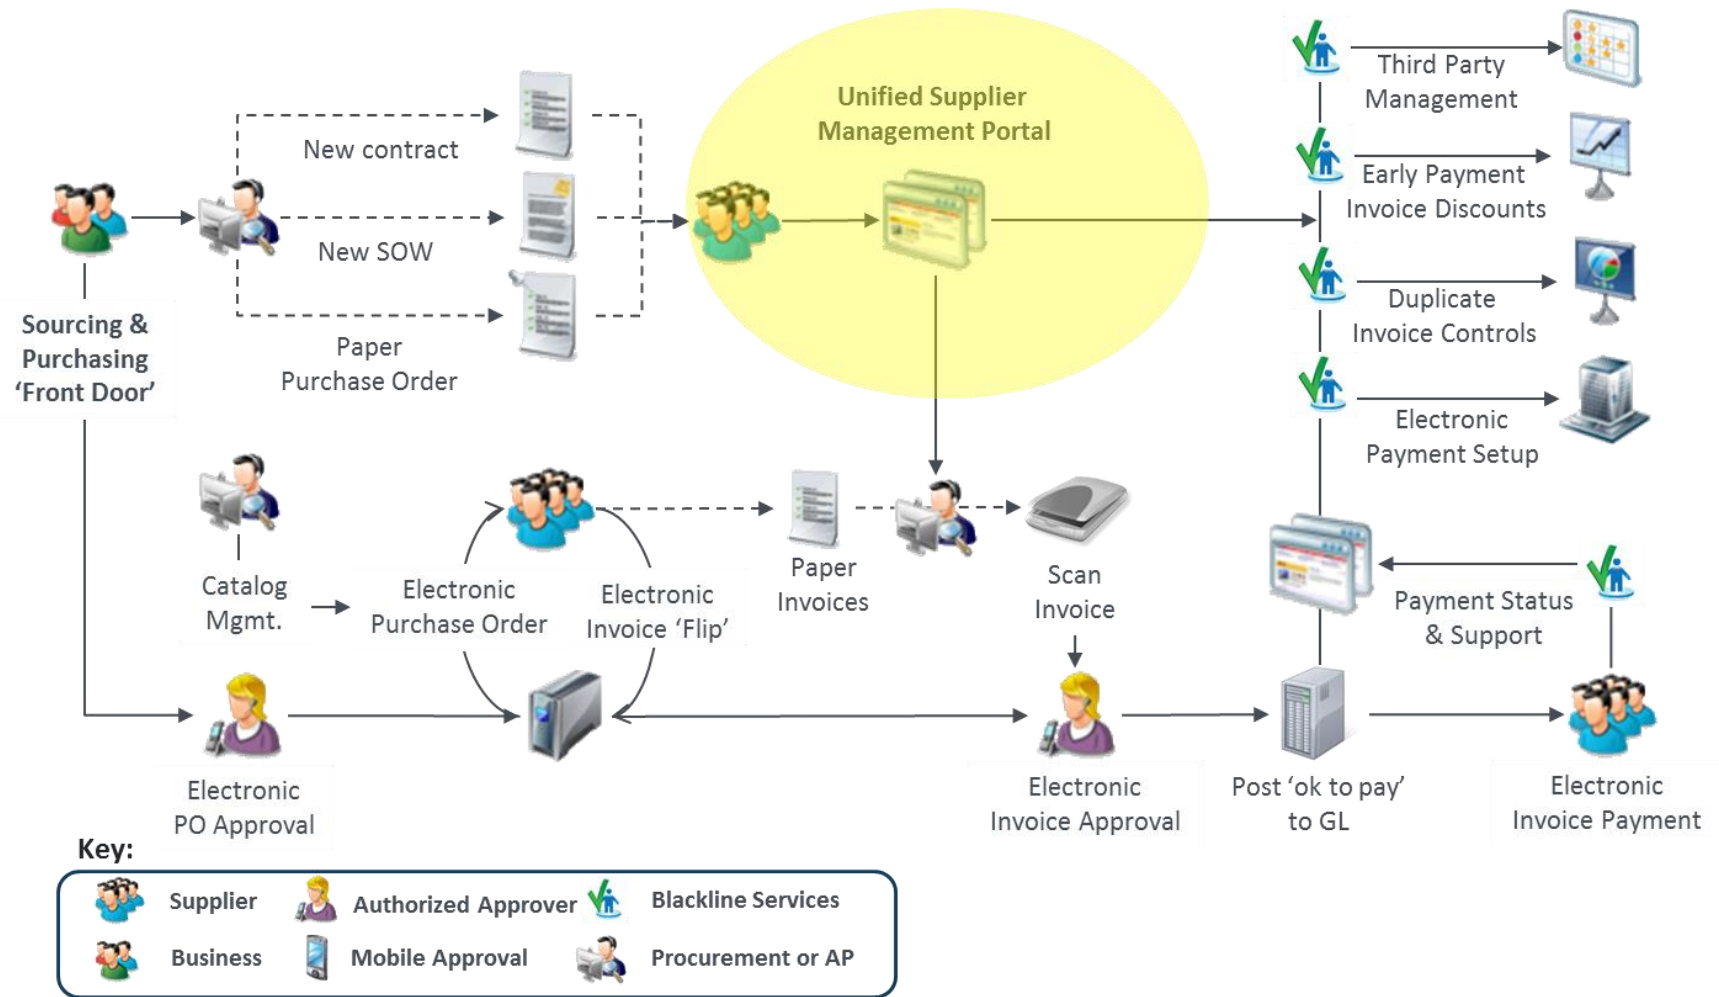 Unified Supplier
Management Portal
Third Party
Management
New contract
Early Payment
Invoice Discounts
New SOW
Sourcing &
Purchasing
‘Front Door’
Paper
Purchase Order
Duplicate
Invoice Controls
Electronic
Payment Setup
Catalog
Mgmt.
Electronic
Purchase Order
Electronic
Invoice ‘Flip’
Paper
Invoices
Scan
Invoice
Payment Status
& Support
Electronic
PO Approval
Electronic
Invoice Approval
Post ‘ok to pay’
to GL
Electronic
Invoice Payment
Key:
Supplier
Authorized Approver
Blackline Services
Business
Mobile Approval
Procurement or AP